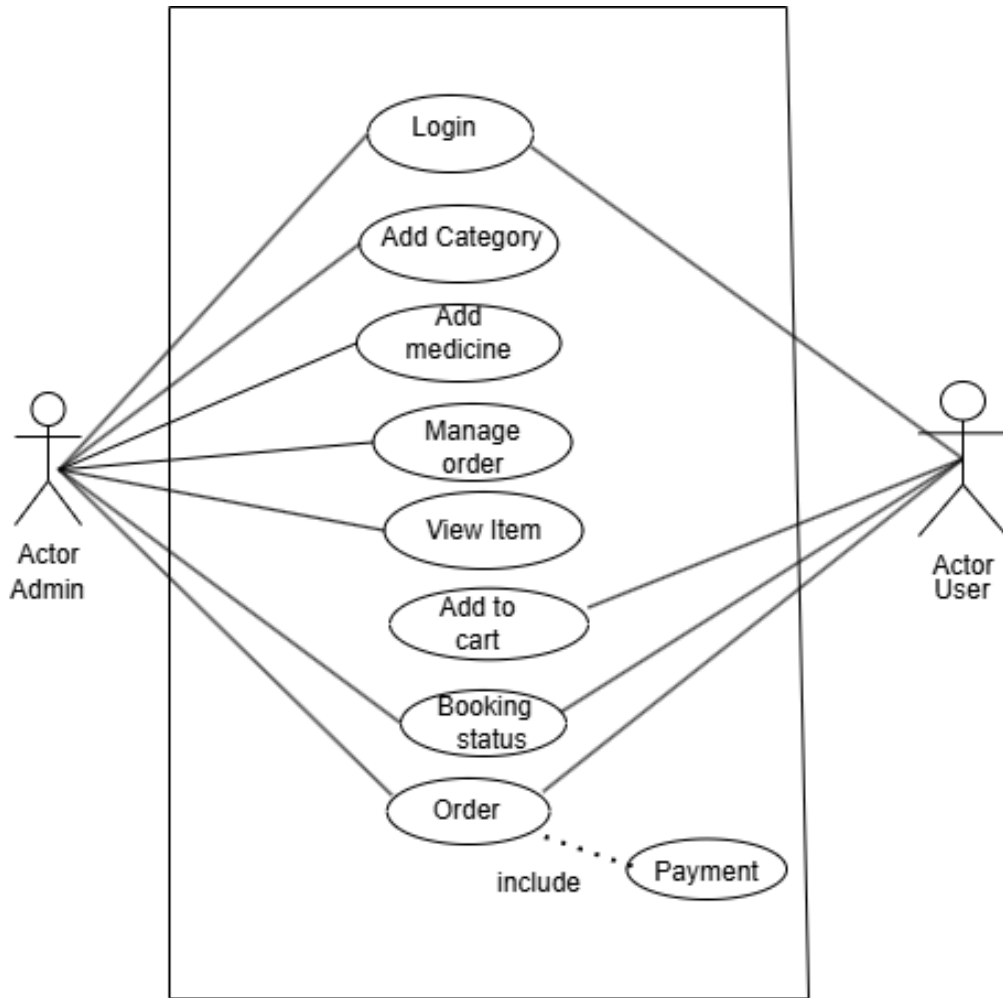 Login
Add Category
Add
medicine
Manage
order
View Item
Actor
Admin
Actor
User
Add to
cart
Booking
status
Order
include
Payment